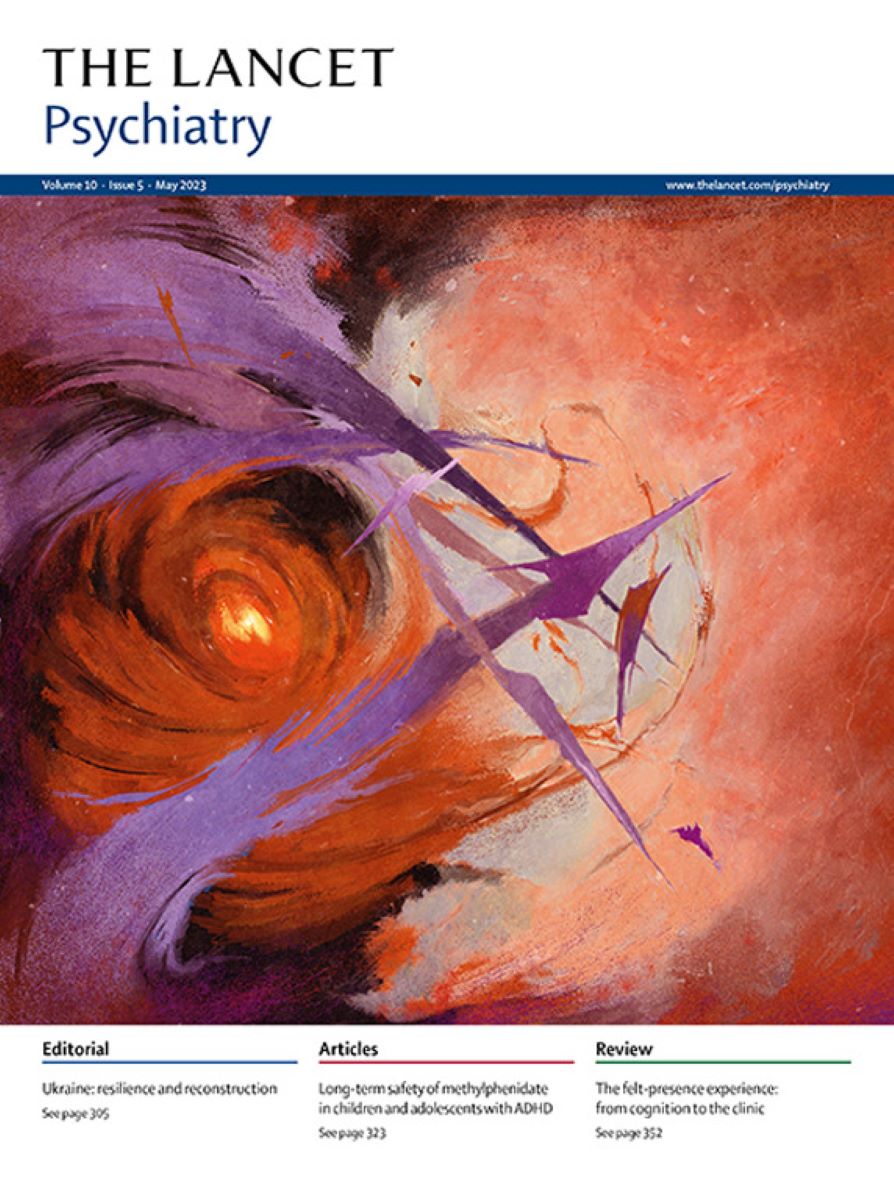 THE LANCET
Psychiatry
Volume 10 · Issue 5 · May 2023
www.thelancet.com/psychiatry
Editorial
Ukraine: resilience and reconstruction
See page 305
Articles
Long-term safety of methylphenidate
in children and adolescents with ADHD
See page 323
Review
The felt-presence experience:
from cognition to the clinic
See page 352